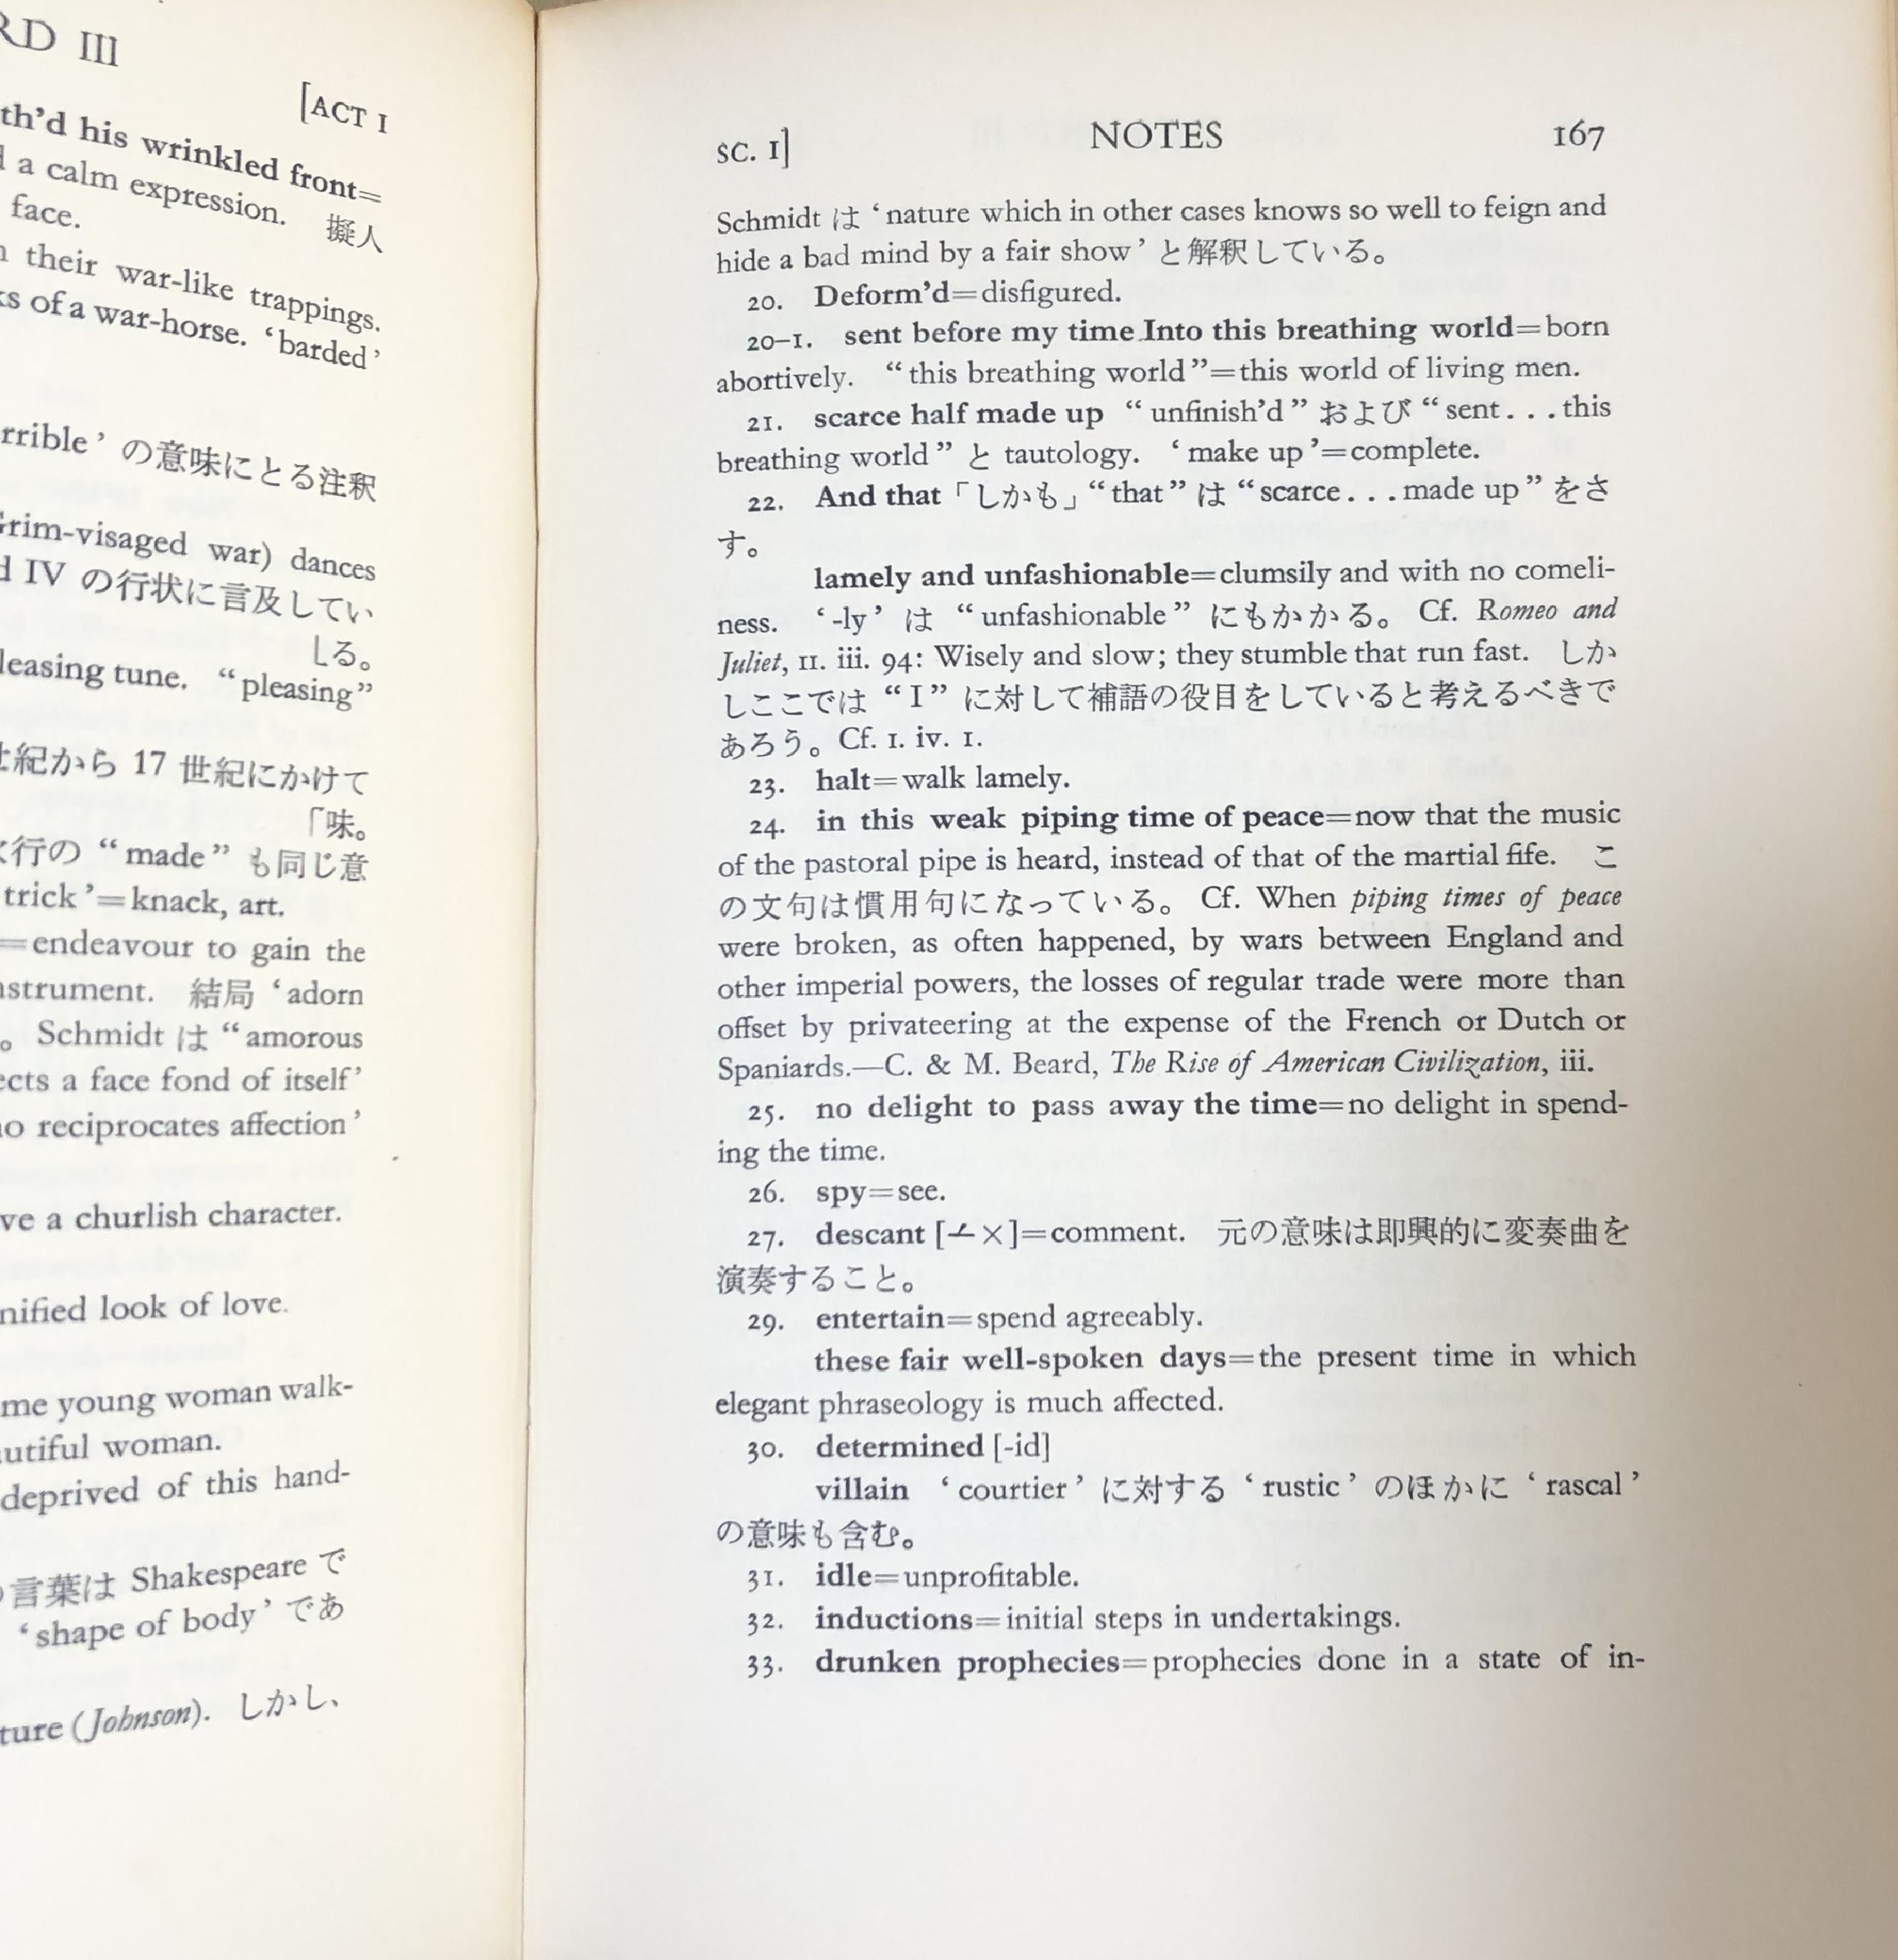 RD III
[ACT I
th’d his wrinkled front=
a calm expression. 擬人
face.
their war-like trappings.
s of a war-horse. ‘barded’
rrible’ の意味にとる注釈
rim-visaged war) dances
IV の行状に言及してい
しる。
leasing tune. “pleasing”
紀から 17 世紀にかけて
「味。
行の “made” も同じ意
trick’=knack, art.
=endeavour to gain the
strument. 結局 ‘adorn
。 Schmidt は “amorous
ects a face fond of itself’
o reciprocates affection’
ve a churlish character.
nified look of love.
me young woman walk-
utiful woman.
deprived of this hand-
言葉は Shakespeare で
‘shape of body’ であ
ture (Johnson). しかし、
SC. I] NOTES 167
Schmidt は ‘nature which in other cases knows so well to feign and
hide a bad mind by a fair show’ と解釈している。
20. Deform’d=disfigured.
20-1. sent before my time Into this breathing world=born
abortively. “this breathing world”=this world of living men.
21. scarce half made up “unfinish’d” および “sent...this
breathing world” と tautology. ‘make up’=complete.
22. And that「しかも」“that” は “scarce...made up” をさ
す。
lamely and unfashionable=clumsily and with no comeli-
ness. ‘-ly’ は “unfashionable” にもかかる。 Cf. Romeo and
Juliet, II. iii. 94: Wisely and slow; they stumble that run fast. しか
しここでは “I” に対して補語の役目をしていると考えるべきで
あろう。Cf. I. iv. I.
23. halt=walk lamely.
24. in this weak piping time of peace=now that the music
of the pastoral pipe is heard, instead of that of the martial fife. こ
の文句は慣用句になっている。 Cf. When piping times of peace
were broken, as often happened, by wars between England and
other imperial powers, the losses of regular trade were more than
offset by privateering at the expense of the French or Dutch or
Spaniards.—C. & M. Beard, The Rise of American Civilization, iii.
25. no delight to pass away the time=no delight in spend-
ing the time.
26. spy=see.
27. descant [∠×]=comment. 元の意味は即興的に変奏曲を
演奏すること。
29. entertain=spend agreeably.
these fair well-spoken days=the present time in which
elegant phraseology is much affected.
30. determined [-id]
villain ‘courtier’ に対する ‘rustic’ のほかに ‘rascal’
の意味も含む。
31. idle=unprofitable.
32. inductions=initial steps in undertakings.
33. drunken prophecies=prophecies done in a state of in-